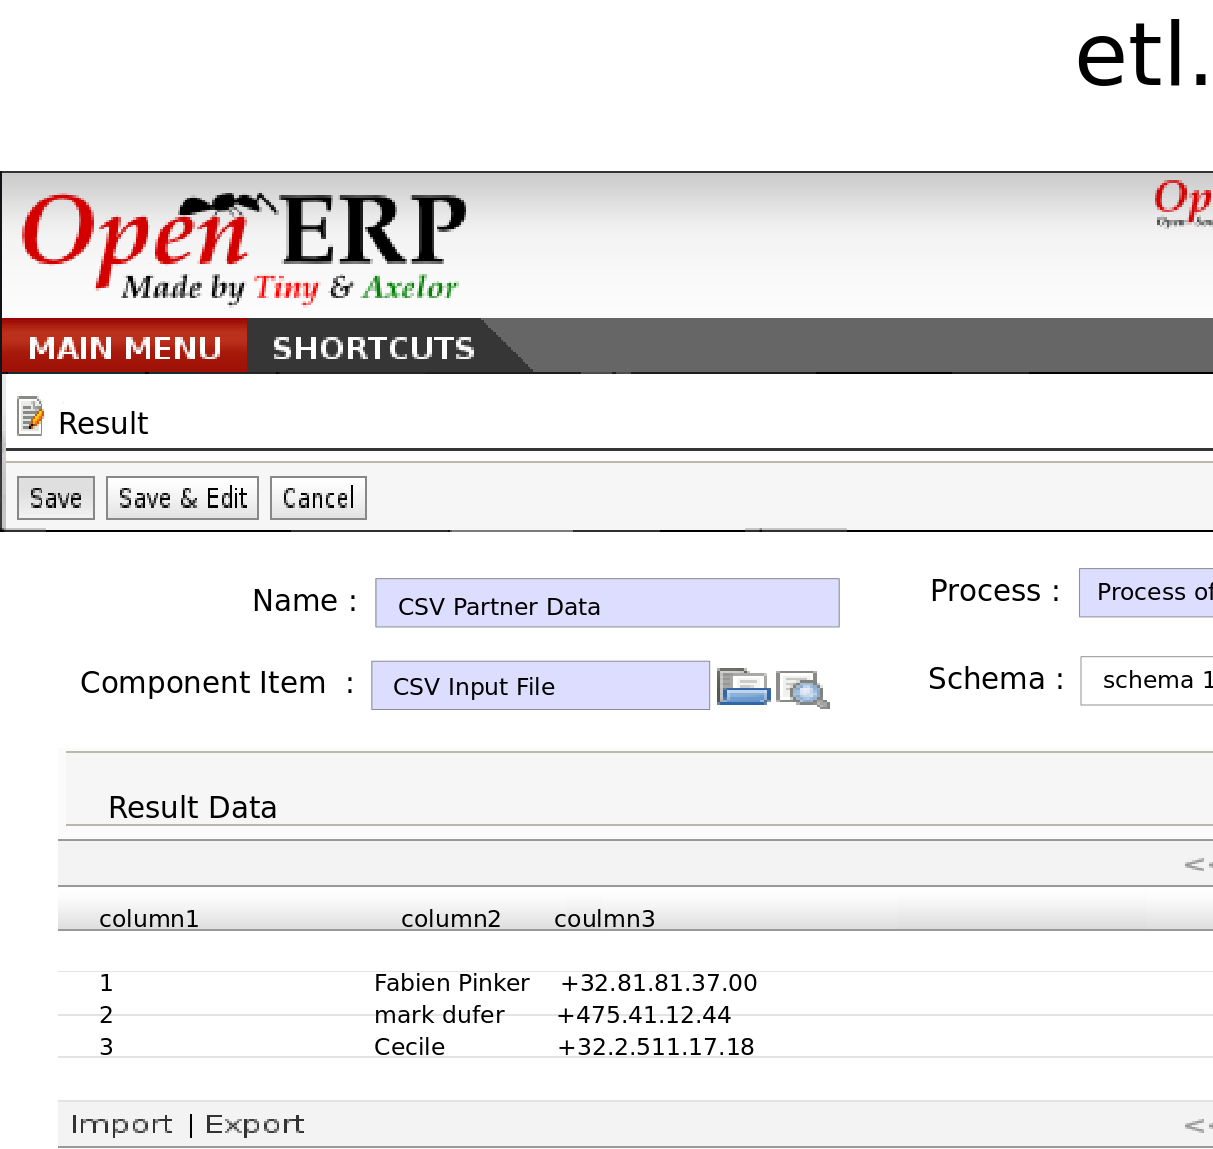 etl.
Open ERP
Made by Tiny & Axelor
Op
MAIN MENU SHORTCUTS
Result
Save Save & Edit Cancel
Name : CSV Partner Data Process : Process of
Component Item : CSV Input File Schema : schema 1
Result Data
<
column1 column2 coulmn3
1 Fabien Pinker +32.81.81.37.00
2 mark dufer +475.41.12.44
3 Cecile +32.2.511.17.18
Import | Export <